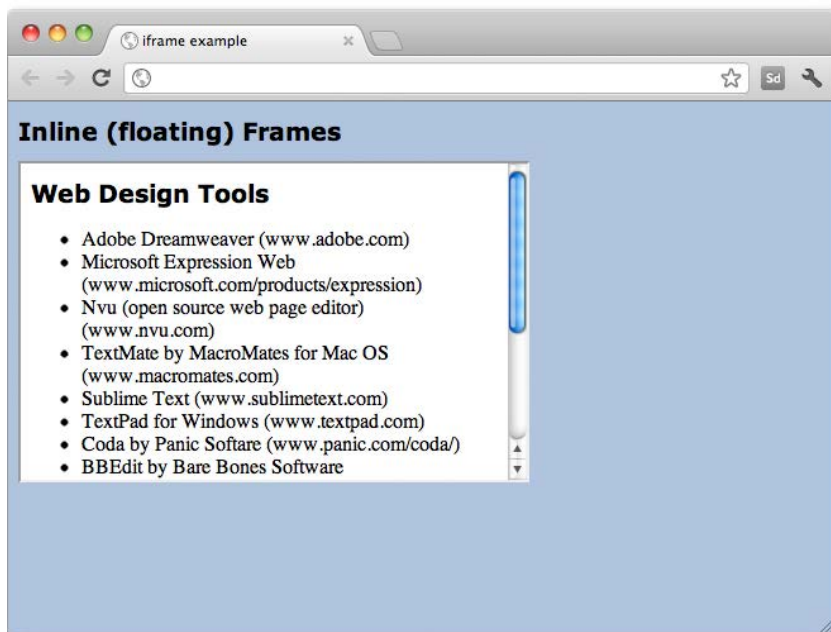 iframe example
Sd
Inline (floating) Frames
Web Design Tools
• Adobe Dreamweaver (www.adobe.com)
• Microsoft Expression Web
(www.microsoft.com/products/expression)
• Nvu (open source web page editor)
(www.nvu.com)
• TextMate by MacroMates for Mac OS
(www.macromates.com)
• Sublime Text (www.sublimetext.com)
• TextPad for Windows (www.textpad.com)
• Coda by Panic Softare (www.panic.com/coda/)
• BBEdit by Bare Bones Software